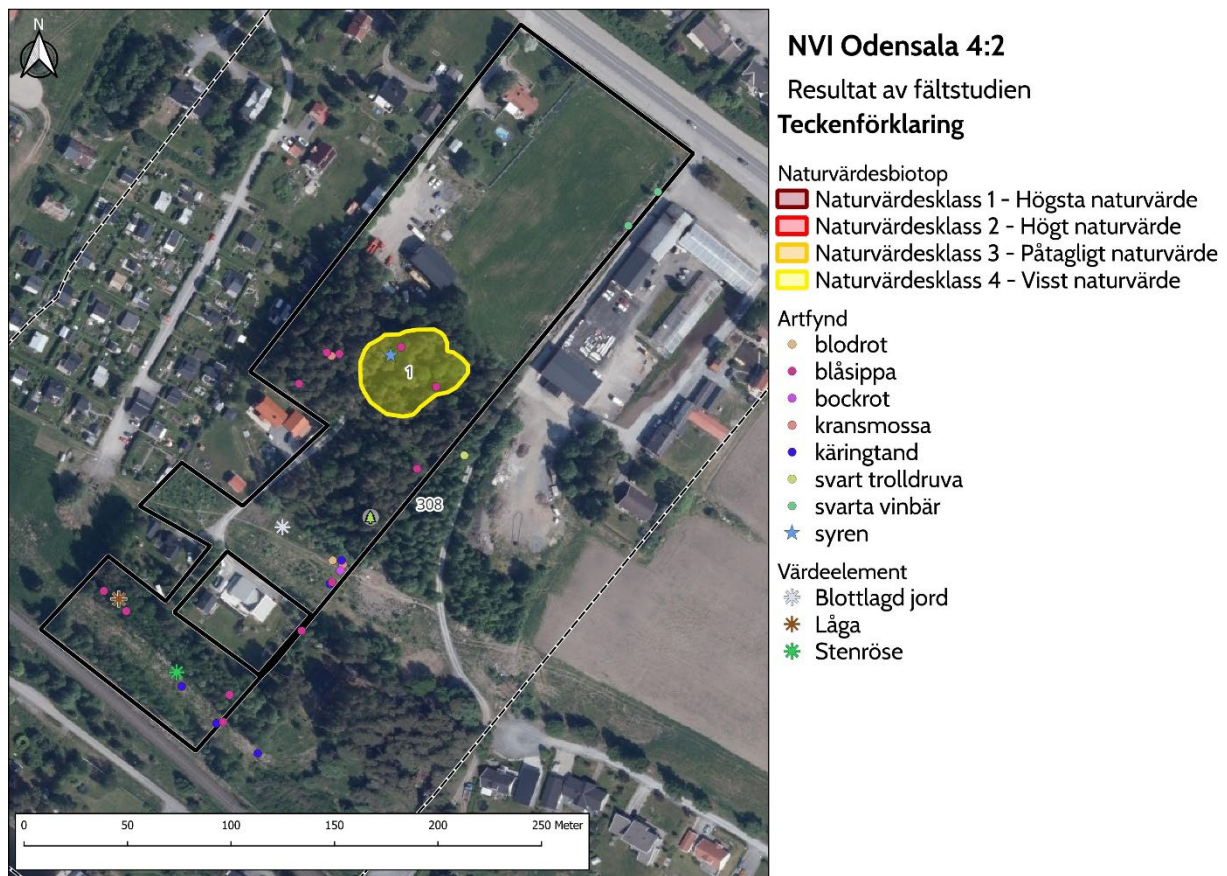 N
1
308
0 50 100 150 200 250 Meter
NVI Odensala 4:2
Resultat av fältstudien
Teckenförklaring
Naturvärdesbiotop
Naturvärdesklass 1 - Högsta naturvärde
Naturvärdesklass 2 - Högt naturvärde
Naturvärdesklass 3 - Påtagligt naturvärde
Naturvärdesklass 4 - Visst naturvärde
Artfynd
blodrot
blåsippa
bockrot
kransmossa
käringtand
svart trolldruva
svarta vinbär
syren
Värdeelement
Blottlagd jord
Låga
Stenröse